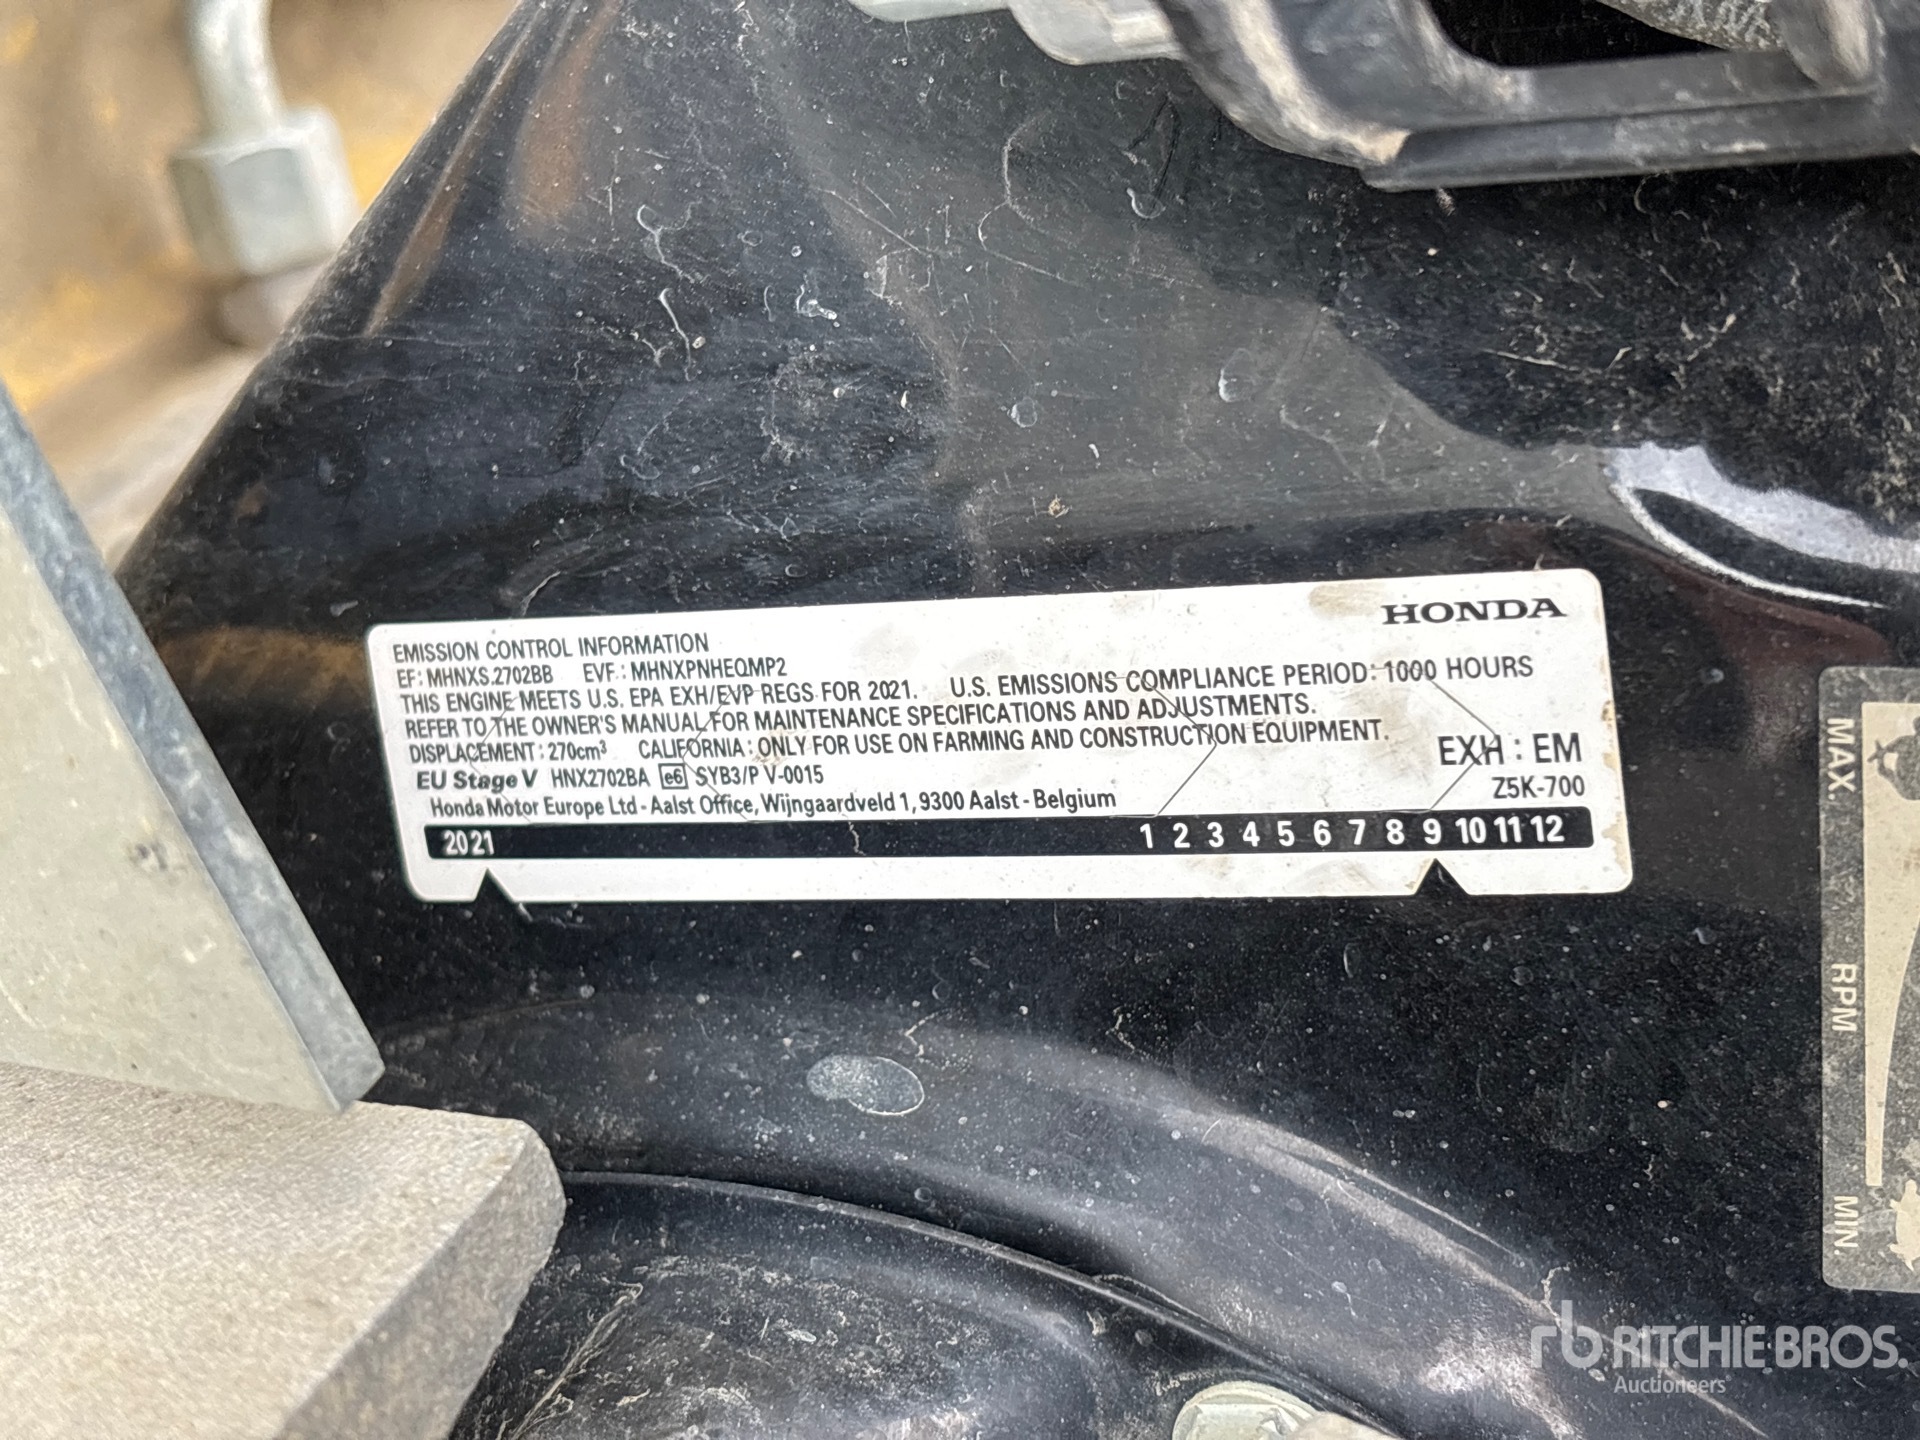 HONDA
EMISSION CONTROL INFORMATION
EF: MHNXS.2702BB EVF: MHNXPNHEQMP2
THIS ENGINE MEETS U.S. EPA EXH/EVP REGS FOR 2021. U.S. EMISSIONS COMPLIANCE PERIOD: 1000 HOURS
REFER TO THE OWNER'S MANUAL FOR MAINTENANCE SPECIFICATIONS AND ADJUSTMENTS.
DISPLACEMENT: 270cm³ CALIFORNIA: ONLY FOR USE ON FARMING AND CONSTRUCTION EQUIPMENT.
EXH : EM
EU Stage V HNX2702BA e6 SYB3/P V-0015
Z5K-700
Honda Motor Europe Ltd - Aalst Office, Wijngaardveld 1, 9300 Aalst - Belgium
2021 1 2 3 4 5 6 7 8 9 10 11 12
MAX.
RPM
MIN.
rb RITCHIE BROS.
Auctioneers